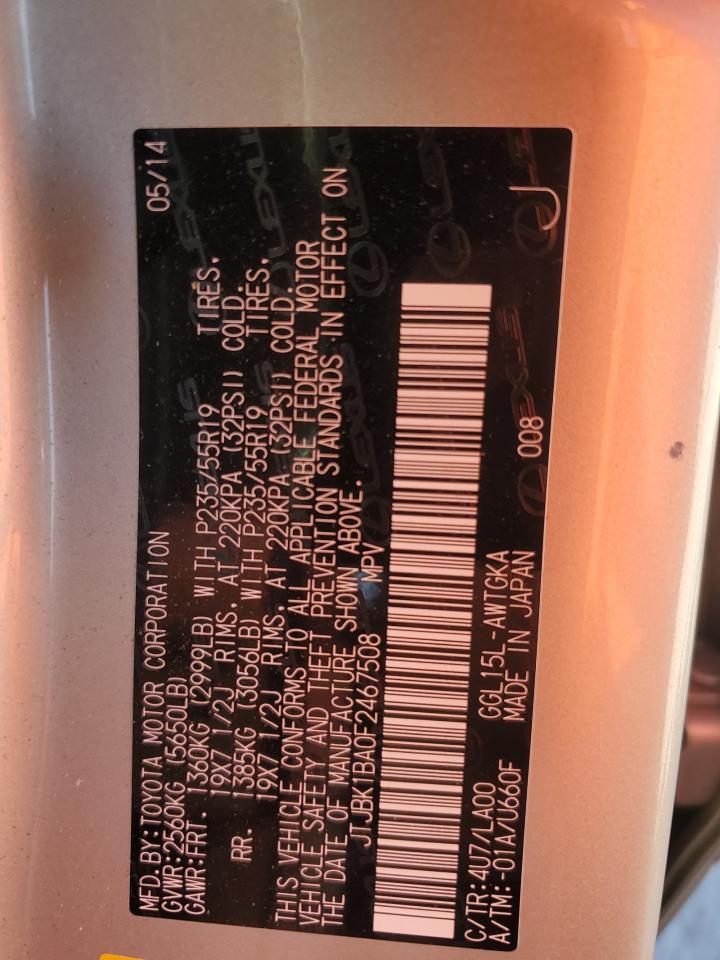 MFD.BY:TOYOTA MOTOR CORPORATION 05/14
GVWR:2560KG (5650LB)
GAWR:FRT. 1360KG (2999LB) WITH P235/55R19 TIRES,
19X7 1/2J RIMS, AT 220KPA (32PSI) COLD.
RR. 1385KG (3056LB) WITH P235/55R19 TIRES,
19X7 1/2J RIMS, AT 220KPA (32PSI) COLD.
THIS VEHICLE CONFORMS TO ALL APPLICABLE FEDERAL MOTOR
VEHICLE SAFETY AND THEFT PREVENTION STANDARDS IN EFFECT ON
THE DATE OF MANUFACTURE SHOWN ABOVE.
JTJBK1BA0F2467508 MPV
C/TR:4U7/LA00 GGL15L-AWTGKA 008 J
A/TM:-01A/U660F MADE IN JAPAN